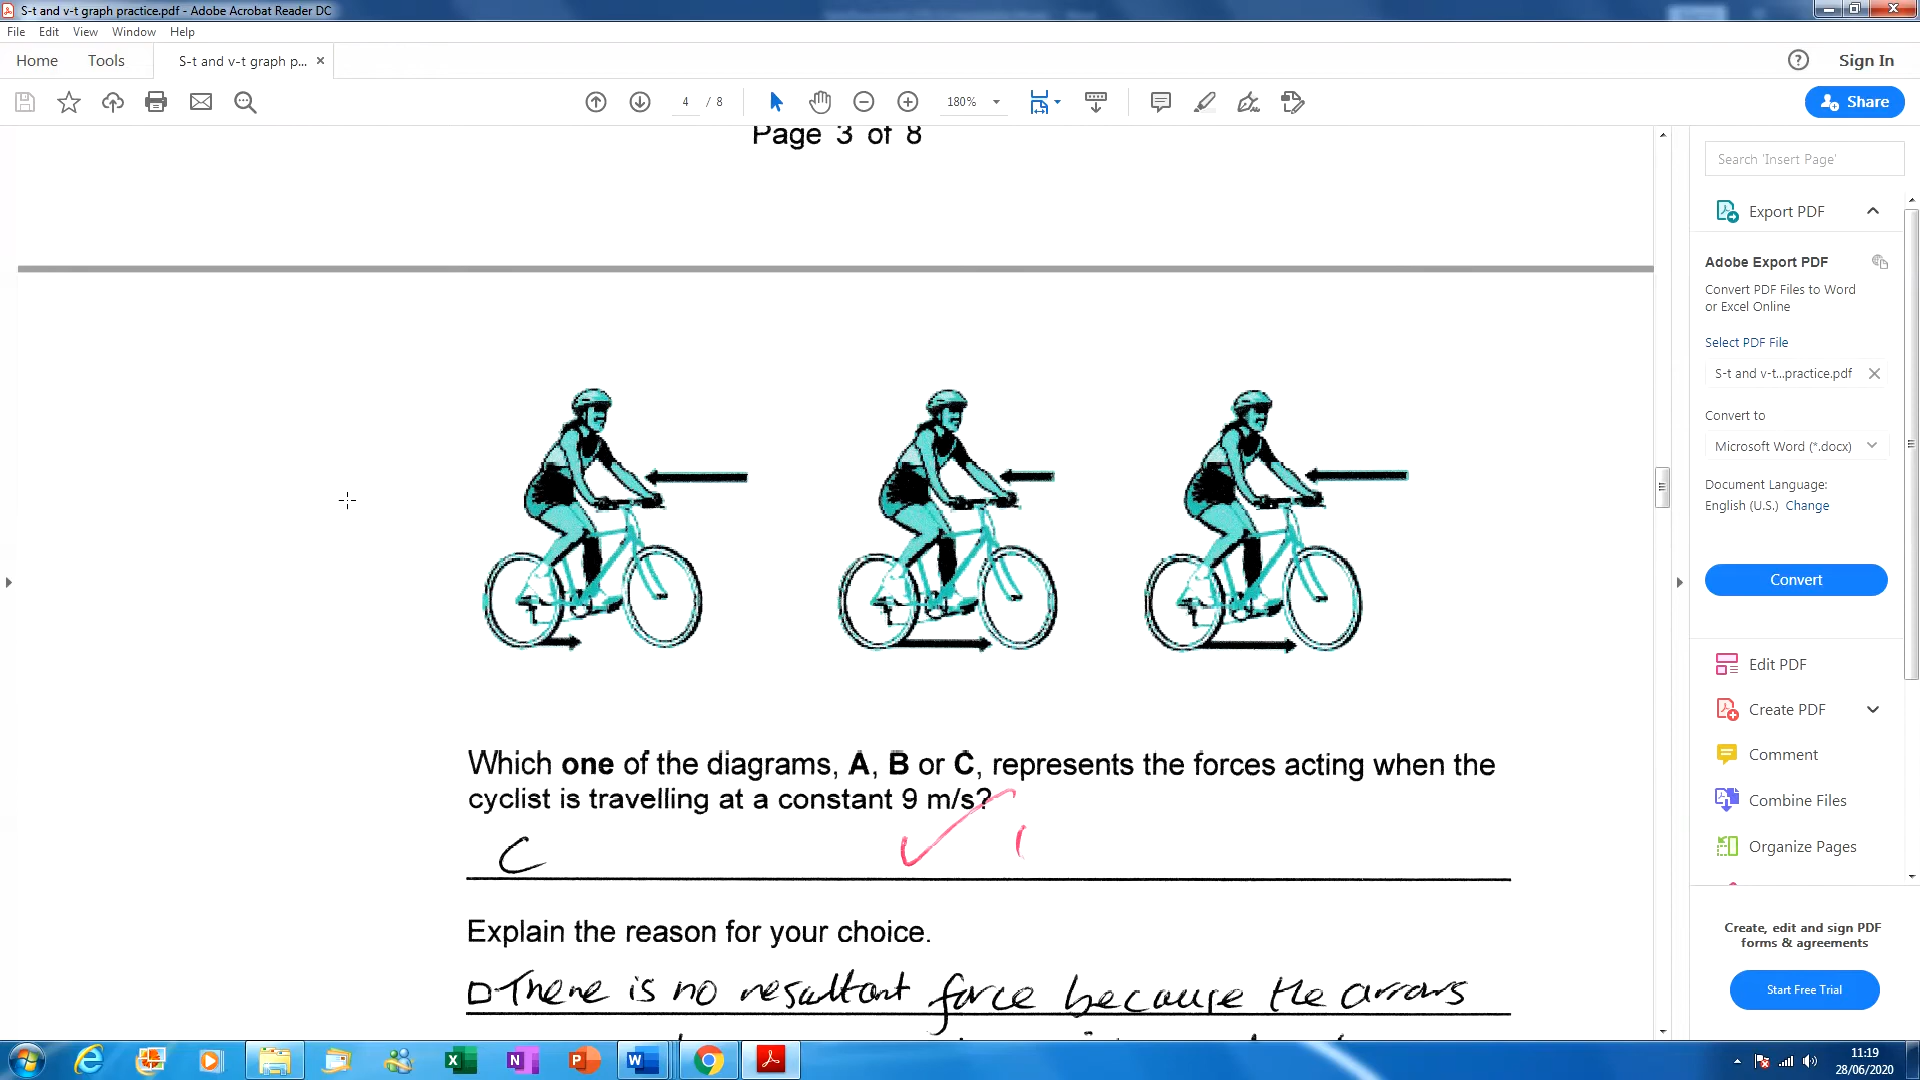 S-t and v-t graph practice.pdf - Adobe Acrobat Reader DC
File Edit View Window Help
Home Tools S-t and v-t graph p... × Sign In
4 / 8 180% Share
Page 3 of 8
Search 'Insert Page'
Export PDF
Adobe Export PDF
Convert PDF Files to Word
or Excel Online
Select PDF File
S-t and v-t...practice.pdf
Convert to
Microsoft Word (*.docx)
Document Language:
English (U.S.) Change
Convert
Edit PDF
Create PDF
Comment
Combine Files
Organize Pages
Create, edit and sign PDF
forms & agreements
Start Free Trial
Which one of the diagrams, A, B or C, represents the forces acting when the
cyclist is travelling at a constant 9 m/s?
C
Explain the reason for your choice.
There is no resultant force because the arrows
11:19
28/06/2020